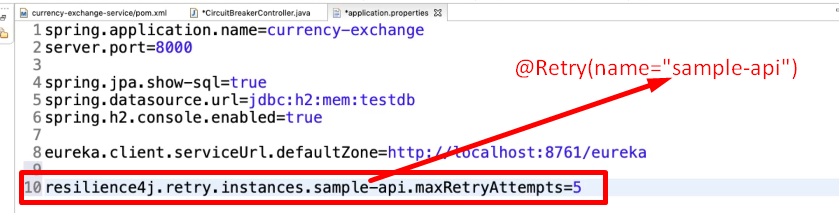 currency-exchange-service/pom.xml *CircuitBreakerController.java *application.properties
1 spring.application.name=currency-exchange
2 server.port=8000
3
4 spring.jpa.show-sql=true
5 spring.datasource.url=jdbc:h2:mem:testdb
6 spring.h2.console.enabled=true
7
8 eureka.client.serviceUrl.defaultZone=http://localhost:8761/eureka
9
10 resilience4j.retry.instances.sample-api.maxRetryAttempts=5
@Retry(name="sample-api")